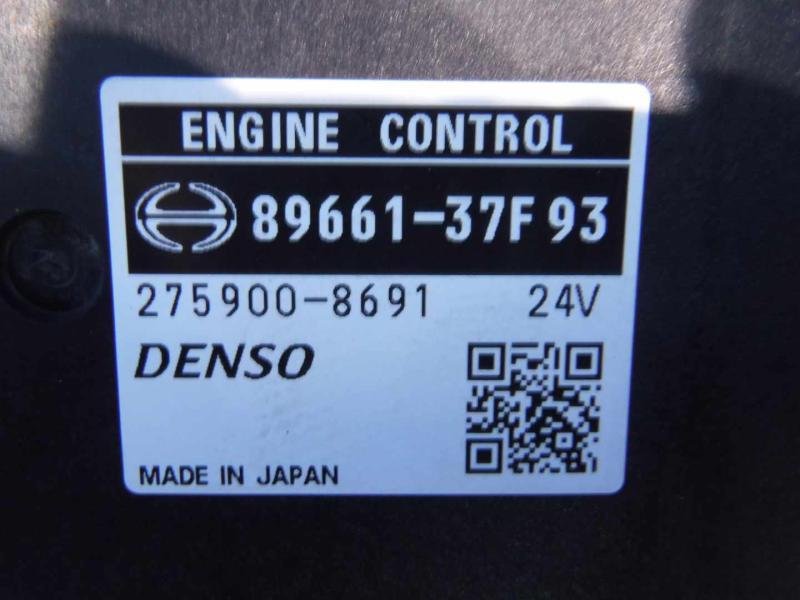 ENGINE CONTROL
89661-37F93
275900-8691 24V
DENSO
MADE IN JAPAN